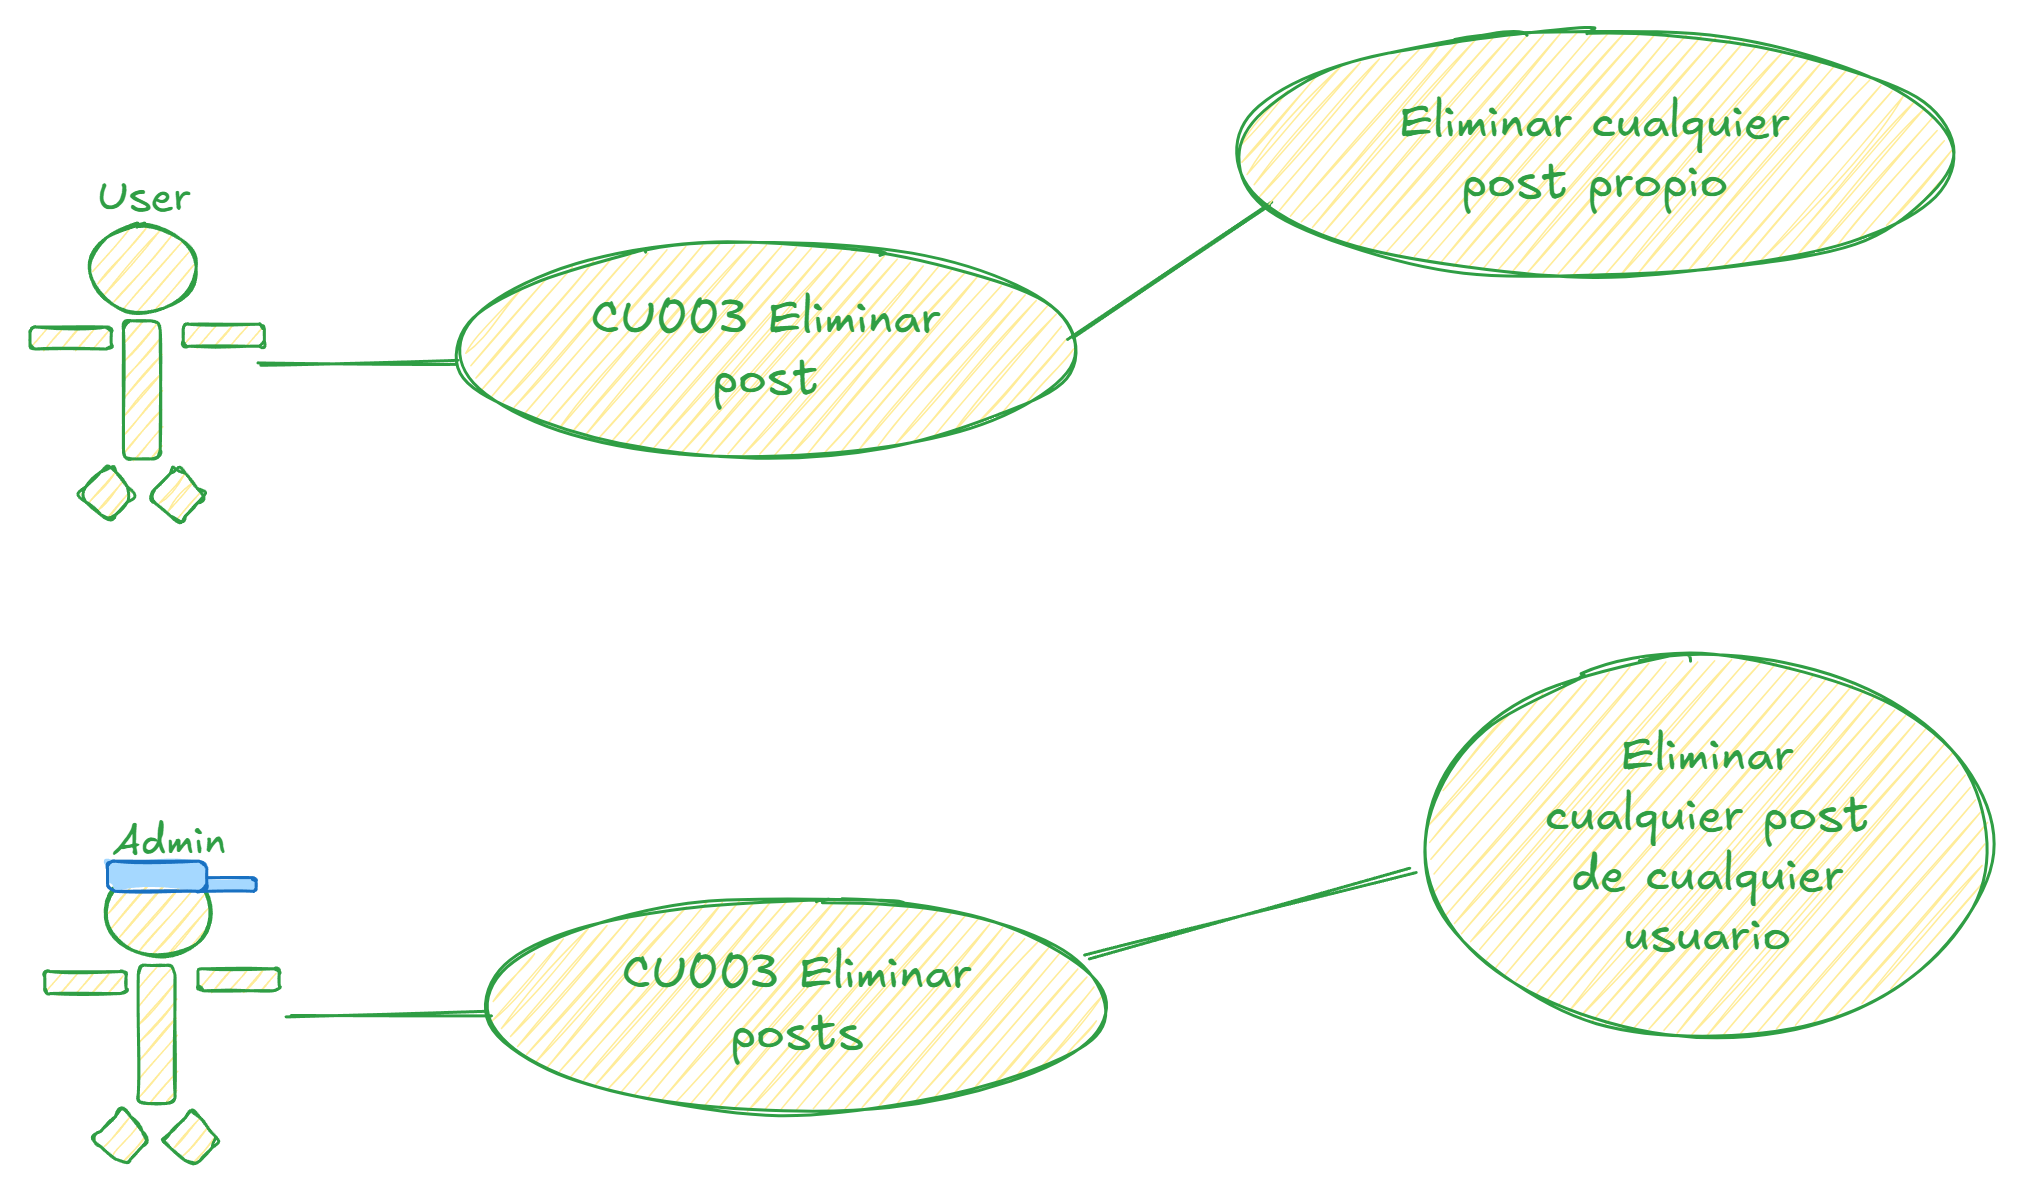 Eliminar cualquier
post propio
User
CU003 Eliminar
post
Eliminar
cualquier post
de cualquier
usuario
Admin
CU003 Eliminar
posts